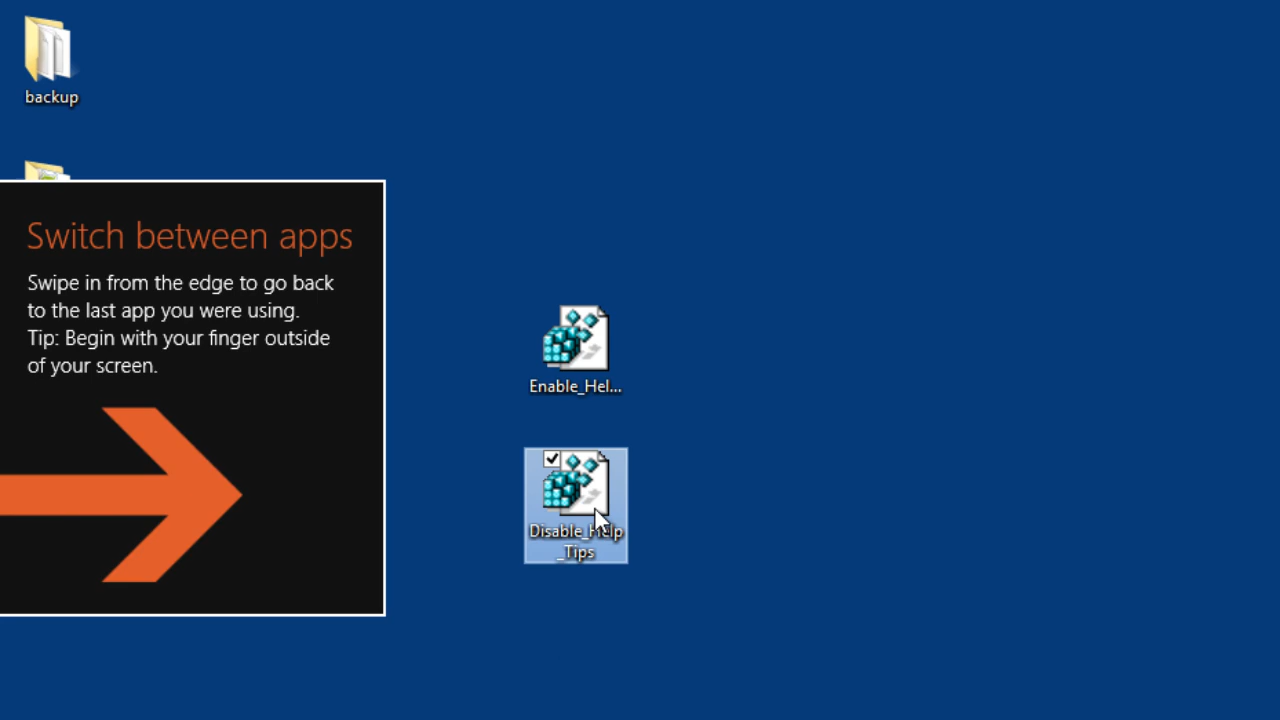 backup
Switch between apps
Swipe in from the edge to go back
to the last app you were using.
Tip: Begin with your finger outside
of your screen.
Enable_Hel...
Disable_Help
_Tips